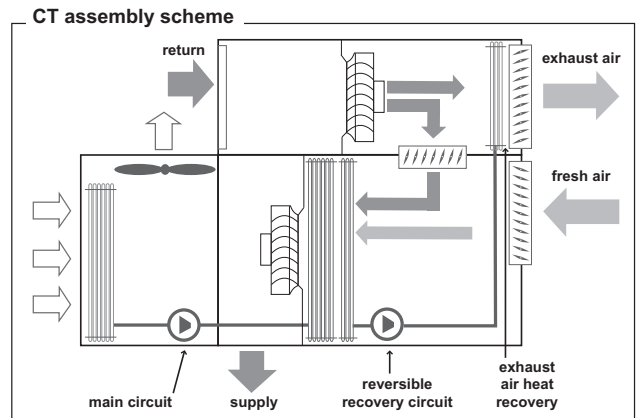 CT assembly scheme
return
exhaust air
fresh air
main circuit
supply
reversible
recovery circuit
exhaust
air heat
recovery